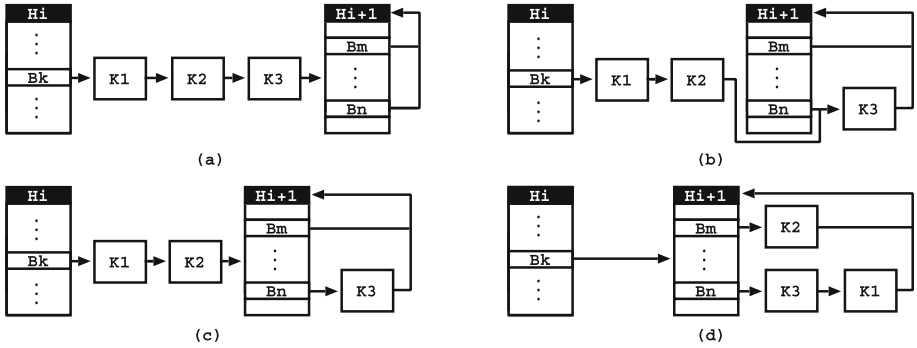 Hi Hi+1 Hi Hi+1
Bm Bm
Bk K1 K2 K3 Bk K1 K2
Bn Bn K3
(a) (b)
Hi Hi+1 Hi Hi+1
Bm Bm K2
Bk K1 K2 Bk
Bn K3 Bn K3 K1
(c) (d)